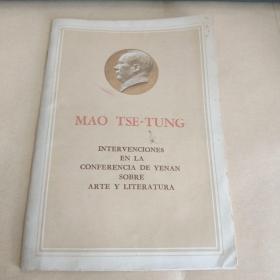 MAO TSE-TUNG
INTERVENCIONES
EN LA
CONFERENCIA DE YENAN
SOBRE
ARTE Y LITERATURA